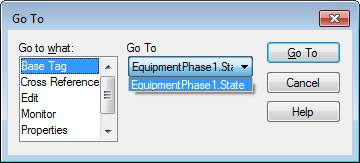 Go To
Go to what:
Base Tag
Cross Reference
Edit
Monitor
Properties
Go To
EquipmentPhase1.Sta
EquipmentPhase1.State
Go To
Cancel
Help